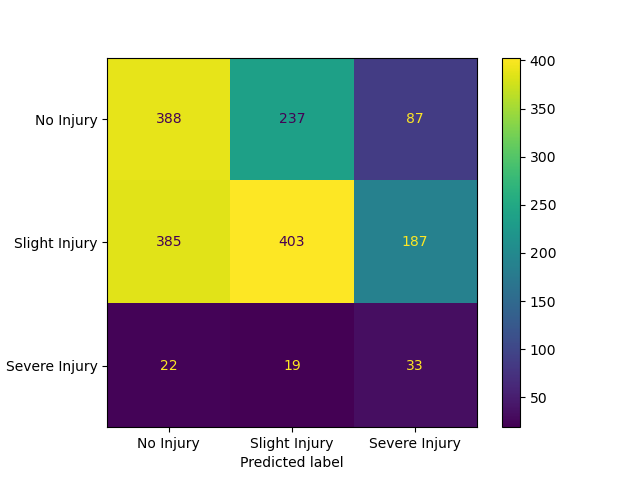 No Injury
388 237 87
Slight Injury
385 403 187
Severe Injury
22 19 33
No Injury Slight Injury Severe Injury
Predicted label
400
350
300
250
200
150
100
50